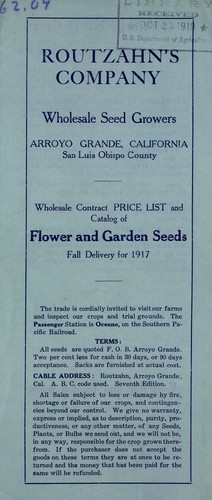 62.09
LIBRARY
RECEIVED
OCT 23 1919
U. S. Department of Agricul
ROUTZAHN'S
COMPANY
Wholesale Seed Growers
ARROYO GRANDE, CALIFORNIA
San Luis Obispo County
Wholesale Contract PRICE LIST and
Catalog of
Flower and Garden Seeds
Fall Delivery for 1917
The trade is cordially invited to visit our farms
and inspect our crops and trial grounds. The
Passenger Station is Oceano, on the Southern Pa-
cific Railroad.
TERMS:
All seeds are quoted F. O. B. Arroyo Grande.
Two per cent less for cash in 30 days, or 90 days
acceptance. Sacks are furnished at actual cost.
CABLE ADDRESS: Routzahn, Arroyo Grande,
Cal. A. B. C. code used. Seventh Edition.
All Sales subject to loss or damage by fire,
shortage or failure of our crops, and contingen-
cies beyond our control. We give no warranty,
express or implied, as to description, purity, pro-
ductiveness, or any other matter, of any Seeds,
Plants, or Bulbs we send out, and we will not be,
in any way, responsible for the crop grown there-
from. If the purchaser does not accept the
goods on these terms they are at once to be re-
turned and the money that has been paid for the
same will be refunded.